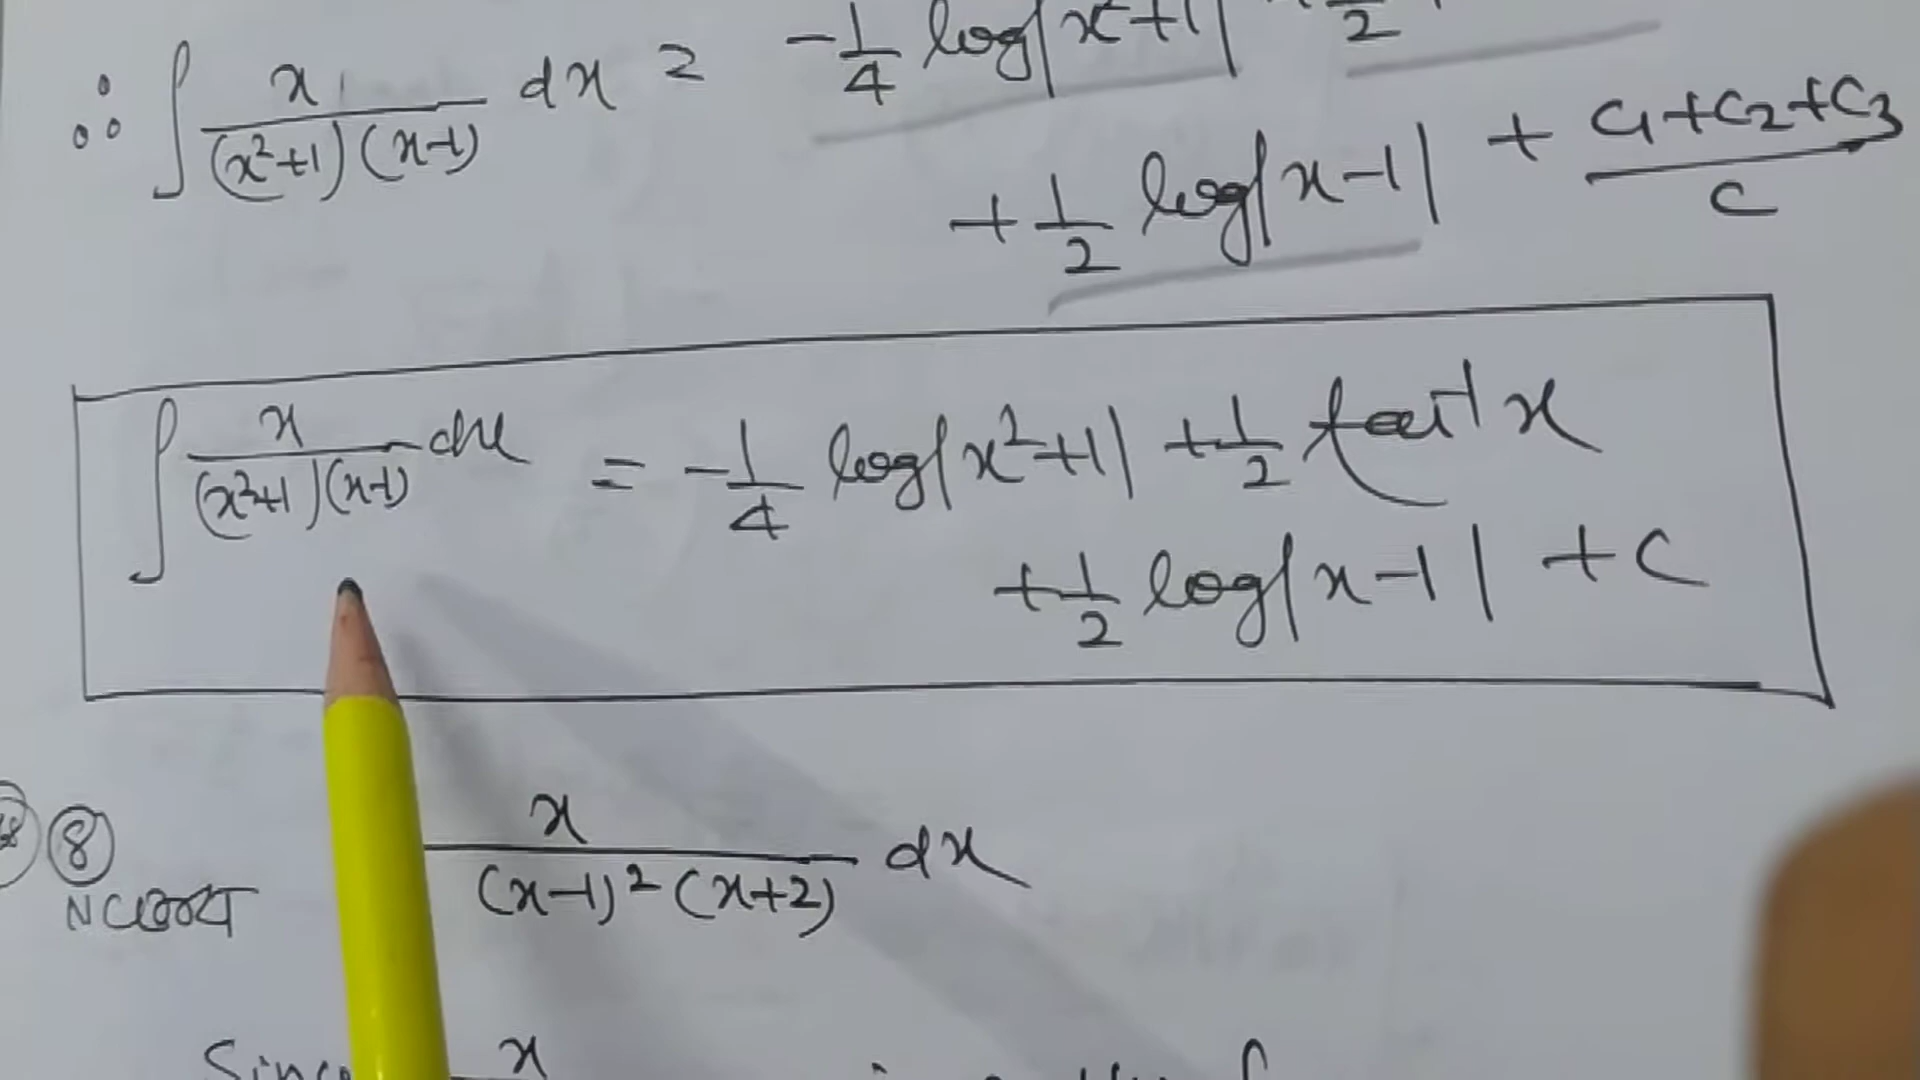 ∴ ∫ x/(x²+1)(x-1) dx = -1/4 log|x²+1| + 1/2
+ 1/2 log|x-1| + C1+C2+C3
C
∫ x/(x²+1)(x-1) dx = -1/4 log|x²+1| + 1/2 tan⁻¹x
+ 1/2 log|x-1| + C
⑧ x/(x-1)²(x+2) dx
Since x